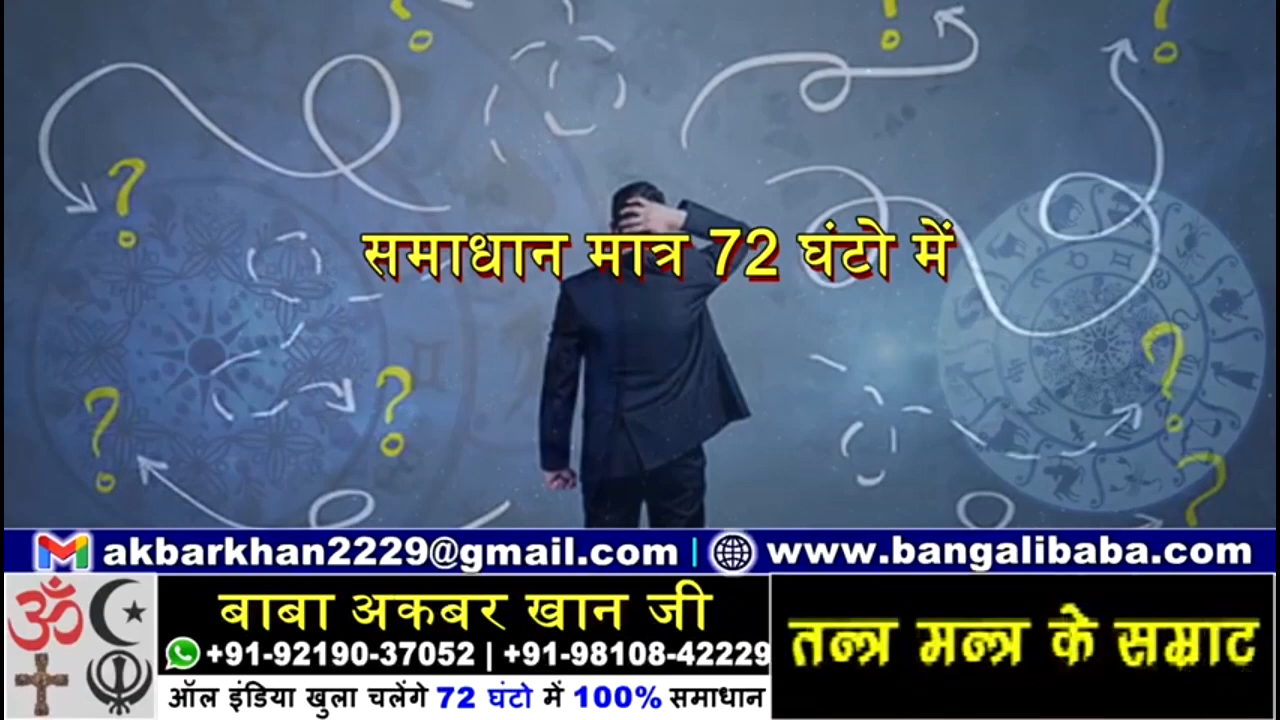 समाधान मात्र 72 घंटो में
akbarkhan2229@gmail.com | www.bangalibaba.com
बाबा अकबर खान जी
+91-92190-37052 | +91-98108-42229
ऑल इंडिया खुला चलेंगे 72 घंटो में 100% समाधान
तन्त्र मन्त्र के सम्राट